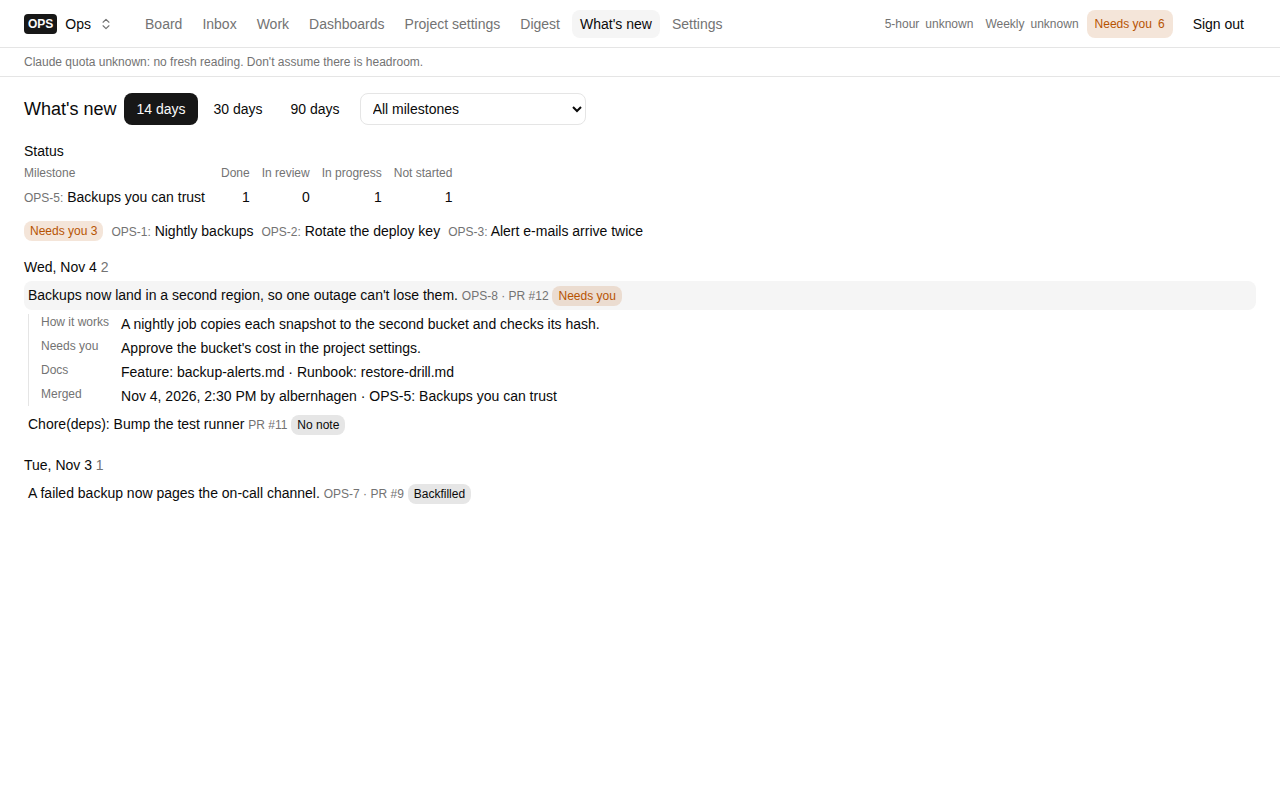 OPS Ops Board Inbox Work Dashboards Project settings Digest What's new Settings 5-hour unknown Weekly unknown Needs you 6 Sign out
Claude quota unknown: no fresh reading. Don't assume there is headroom.
What's new 14 days 30 days 90 days All milestones
Status
Milestone Done In review In progress Not started
OPS-5: Backups you can trust 1 0 1 1
Needs you 3 OPS-1: Nightly backups OPS-2: Rotate the deploy key OPS-3: Alert e-mails arrive twice
Wed, Nov 4 2
Backups now land in a second region, so one outage can't lose them. OPS-8 · PR #12 Needs you
How it works A nightly job copies each snapshot to the second bucket and checks its hash.
Needs you Approve the bucket's cost in the project settings.
Docs Feature: backup-alerts.md · Runbook: restore-drill.md
Merged Nov 4, 2026, 2:30 PM by albernhagen · OPS-5: Backups you can trust
Chore(deps): Bump the test runner PR #11 No note
Tue, Nov 3 1
A failed backup now pages the on-call channel. OPS-7 · PR #9 Backfilled